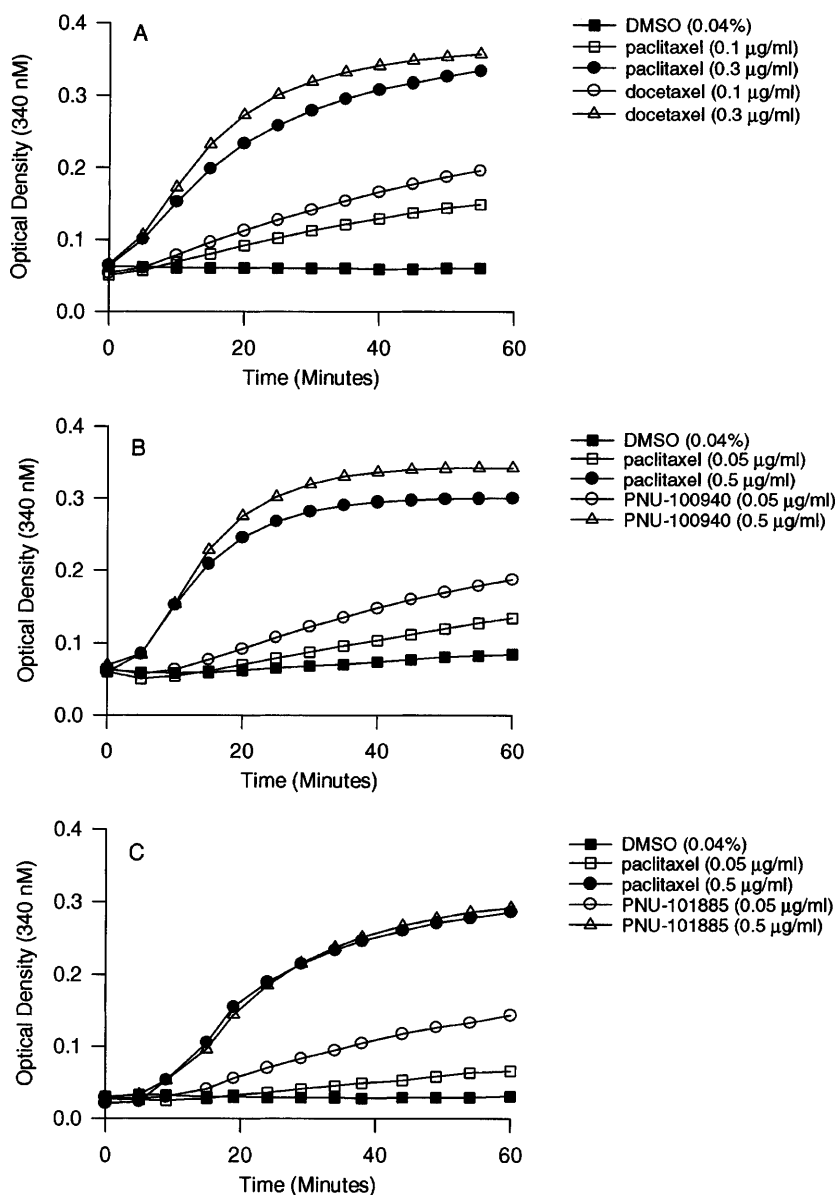 A
DMSO (0.04%)
paclitaxel (0.1 µg/ml)
paclitaxel (0.3 µg/ml)
docetaxel (0.1 µg/ml)
docetaxel (0.3 µg/ml)
Optical Density (340 nM)
0.4
0.3
0.2
0.1
0.0
0 20 40 60
Time (Minutes)
B
DMSO (0.04%)
paclitaxel (0.05 µg/ml)
paclitaxel (0.5 µg/ml)
PNU-100940 (0.05 µg/ml)
PNU-100940 (0.5 µg/ml)
Optical Density (340 nM)
0.4
0.3
0.2
0.1
0.0
0 20 40 60
Time (Minutes)
C
DMSO (0.04%)
paclitaxel (0.05 µg/ml)
paclitaxel (0.5 µg/ml)
PNU-101885 (0.05 µg/ml)
PNU-101885 (0.5 µg/ml)
Optical Density (340 nM)
0.4
0.3
0.2
0.1
0.0
0 20 40 60
Time (Minutes)